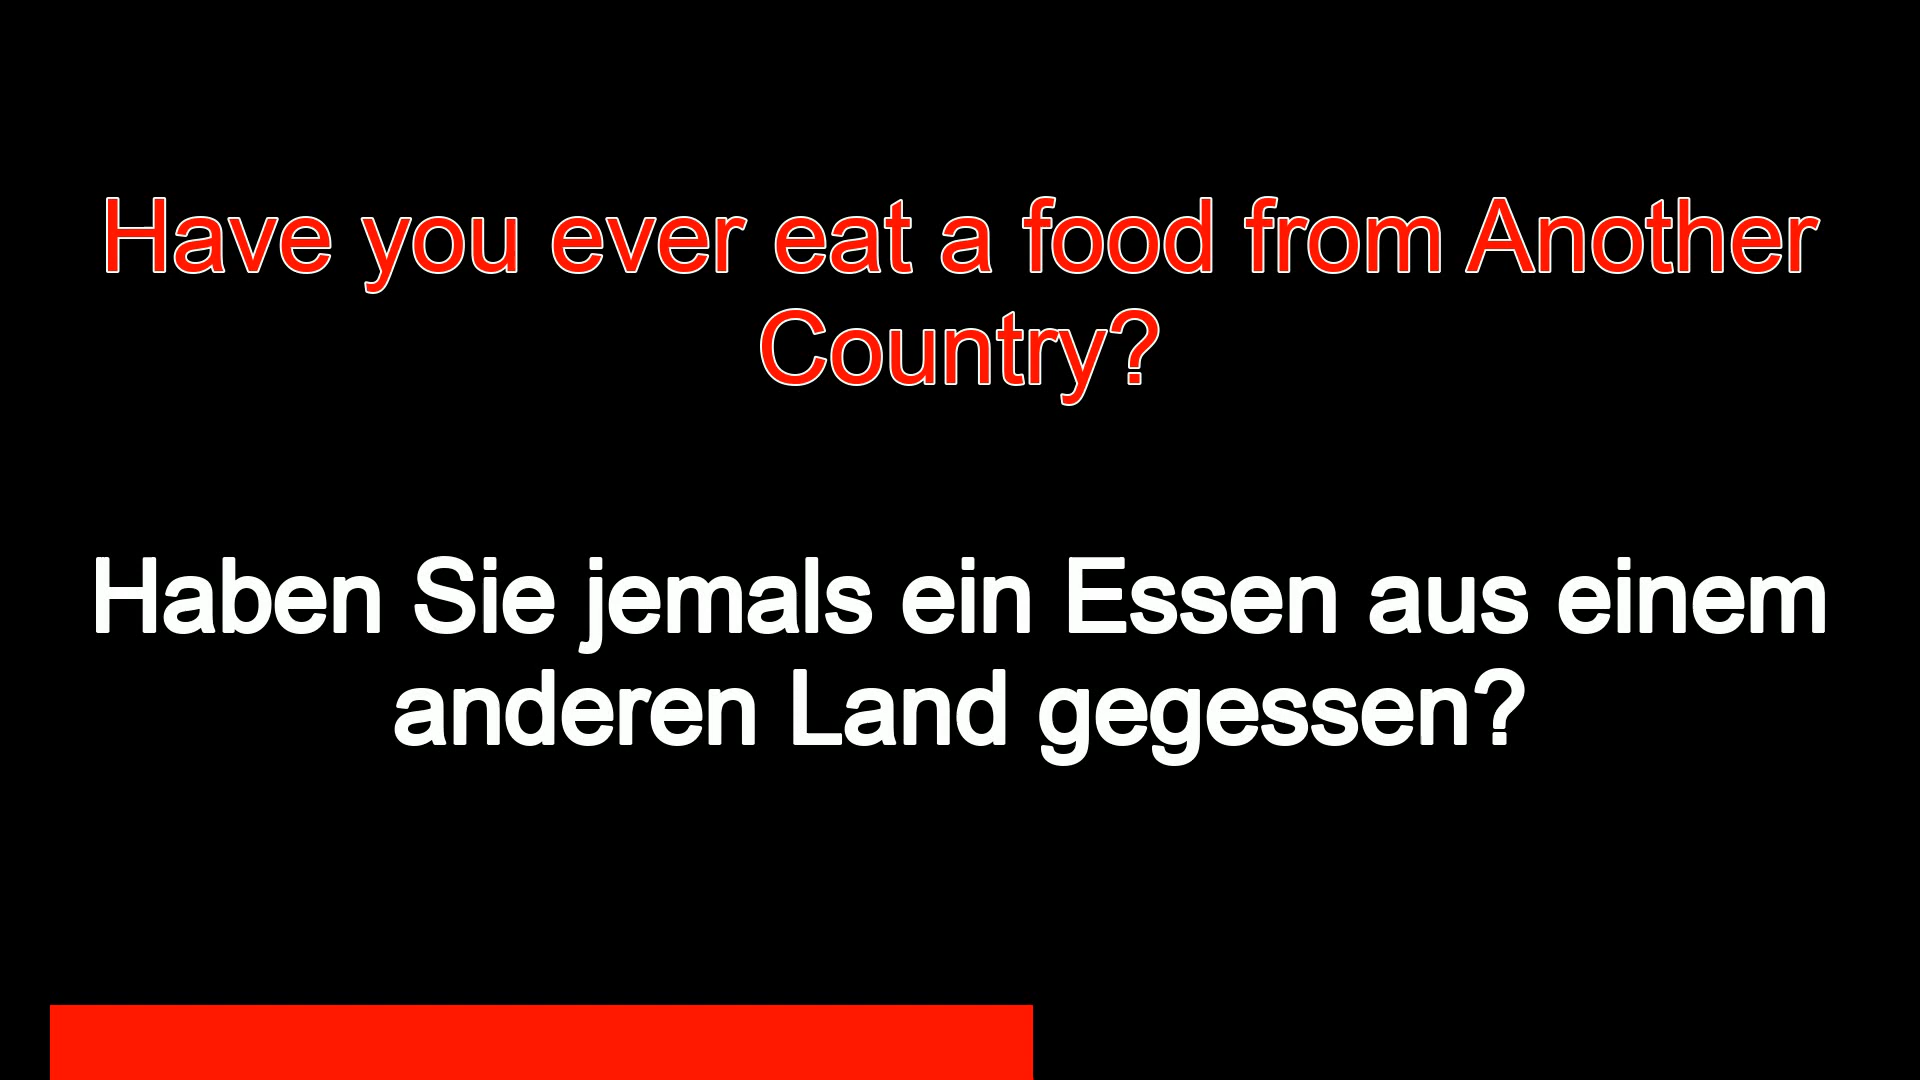 Have you ever eat a food from Another
Country?
Haben Sie jemals ein Essen aus einem
anderen Land gegessen?